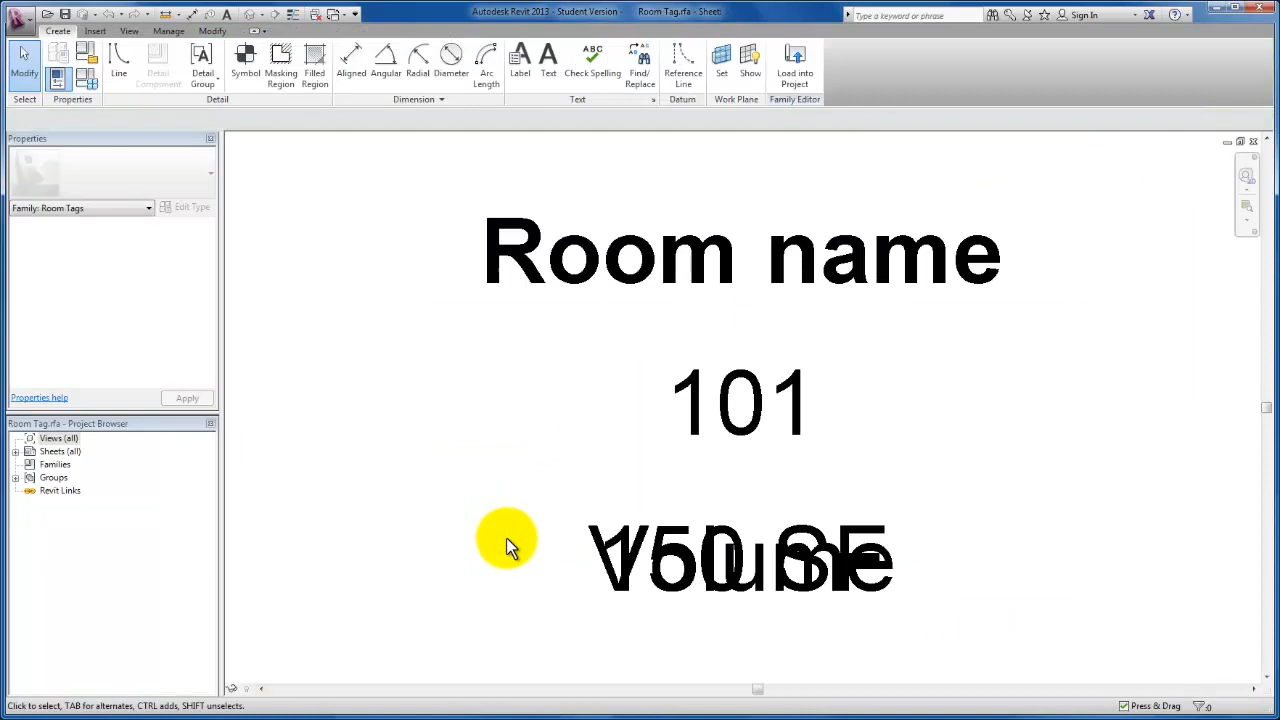 Autodesk Revit 2013 - Student Version - Room Tag.rfa - Sheet:
Type a keyword or phrase
Sign In
Create Insert View Manage Modify
Modify
Line
Detail Component
Detail Group
Symbol
Masking Region
Filled Region
Aligned
Angular
Radial
Diameter
Arc Length
Label
Text
ABC
Check Spelling
Find/ Replace
Reference Line
Set
Show
Load into Project
Select
Properties
Detail
Dimension
Text
Datum
Work Plane
Family Editor
Properties
Family: Room Tags
Edit Type
Properties help
Apply
Room Tag.rfa - Project Browser
Views (all)
Sheets (all)
Families
Groups
Revit Links
Room name
101
150 SF
Volume
Click to select, TAB for alternates, CTRL adds, SHIFT unselects.
Press & Drag
:0